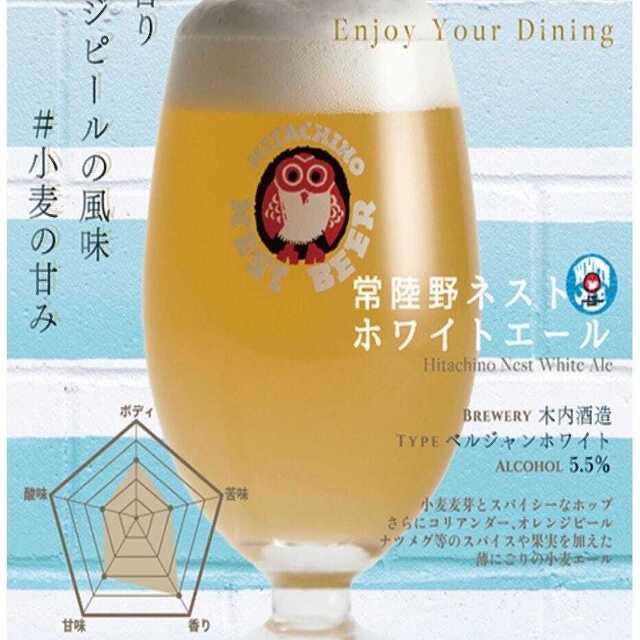 香り
ジピールの風味
#小麦の甘み
Enjoy Your Dining
HITACHINO
NEST BEER
常陸野ネスト
ホワイトエール
Hitachino Nest White Ale
BREWERY 木内酒造
TYPE ベルジャンホワイト
ALCOHOL 5.5%
小麦麦芽とスパイシーなホップ
さらにコリアンダー、オレンジピール
ナツメグ等のスパイスや果実を加えた
薄にごりの小麦エール
ボディ
酸味
苦味
甘味
香り